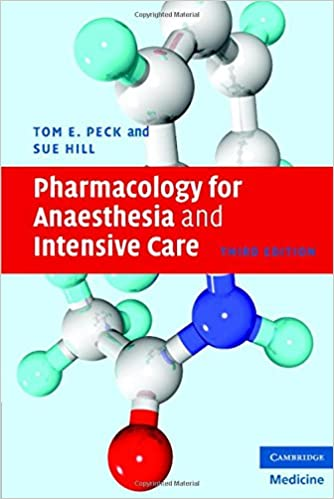 TOM E. PECK and
SUE HILL
Pharmacology for
Anaesthesia and
Intensive Care
THIRD EDITION
CAMBRIDGE
Medicine